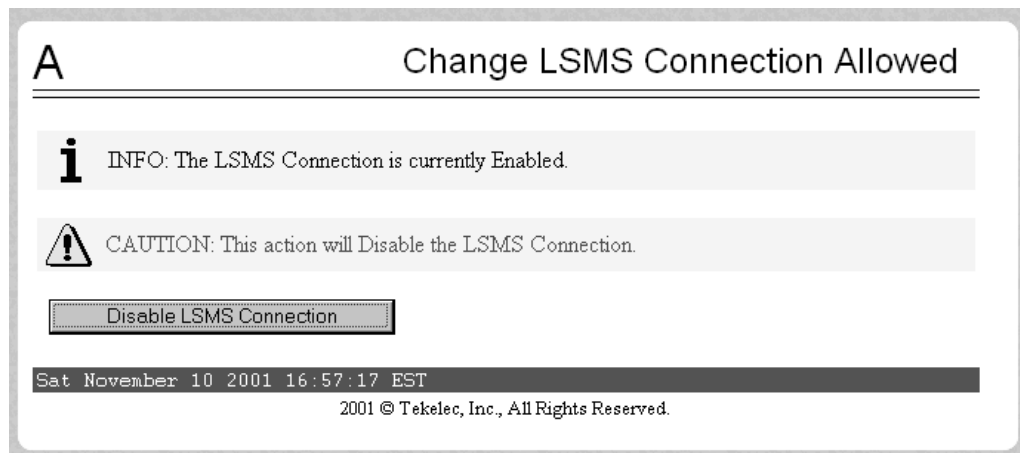 A
Change LSMS Connection Allowed
INFO: The LSMS Connection is currently Enabled.
CAUTION: This action will Disable the LSMS Connection.
Disable LSMS Connection
Sat November 10 2001 16:57:17 EST
2001 © Tekelec, Inc., All Rights Reserved.